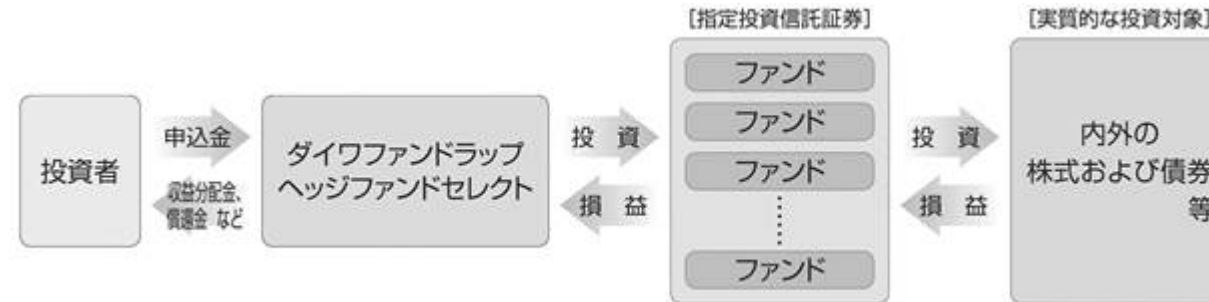 [指定投資信託証券]
[実質的な投資対象]
投資者
申込金
収益分配金、
償還金 など
ダイワファンドラップ
ヘッジファンドセレクト
投 資
損 益
ファンド
ファンド
ファンド
ファンド
投 資
損 益
内外の
株式および債券
等